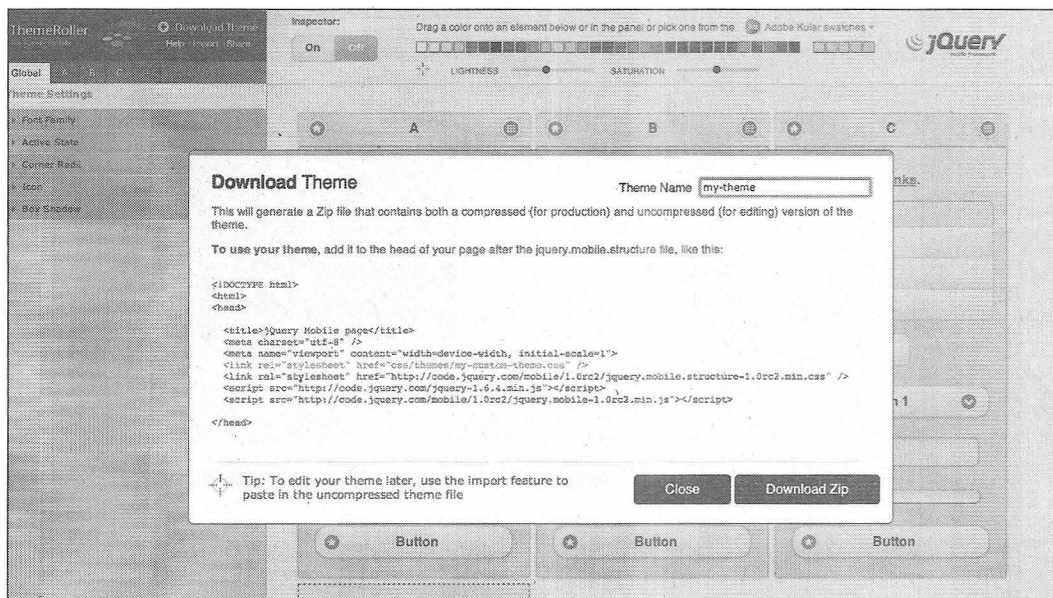 ThemeRoller
Download Theme
Help Import Share
Inspector:
On Off
Drag a color onto an element below or in the panel or pick one from the Adobe Kuler swatches
LIGHTNESS SATURATION
jQuery
Global A B C
Theme Settings
Font Family
Active State
Corner Radii
Icon
Box Shadow
A B C
nks.
Download Theme
Theme Name my-theme
This will generate a Zip file that contains both a compressed (for production) and uncompressed (for editing) version of the
theme.
To use your theme, add it to the head of your page after the jquery.mobile.structure file, like this:
<!DOCTYPE html>
<html>
<head>
<title>jQuery Mobile page</title>
<meta charset="utf-8" />
<meta name="viewport" content="width=device-width, initial-scale=1">
<link rel="stylesheet" href="css/themes/my-custom-theme.css" />
<link rel="stylesheet" href="http://code.jquery.com/mobile/1.0rc2/jquery.mobile.structure-1.0rc2.min.css" />
<script src="http://code.jquery.com/jquery-1.6.4.min.js"></script>
<script src="http://code.jquery.com/mobile/1.0rc2/jquery.mobile-1.0rc2.min.js"></script>
</head>
n 1
Tip: To edit your theme later, use the import feature to
paste in the uncompressed theme file
Close
Download Zip
Button Button Button